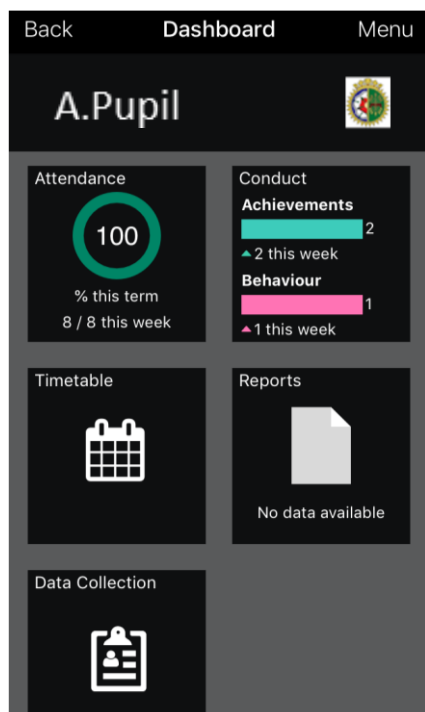 Back Dashboard Menu
A.Pupil
Attendance
100
% this term
8 / 8 this week
Conduct
Achievements
2
2 this week
Behaviour
1
1 this week
Timetable
Reports
No data available
Data Collection